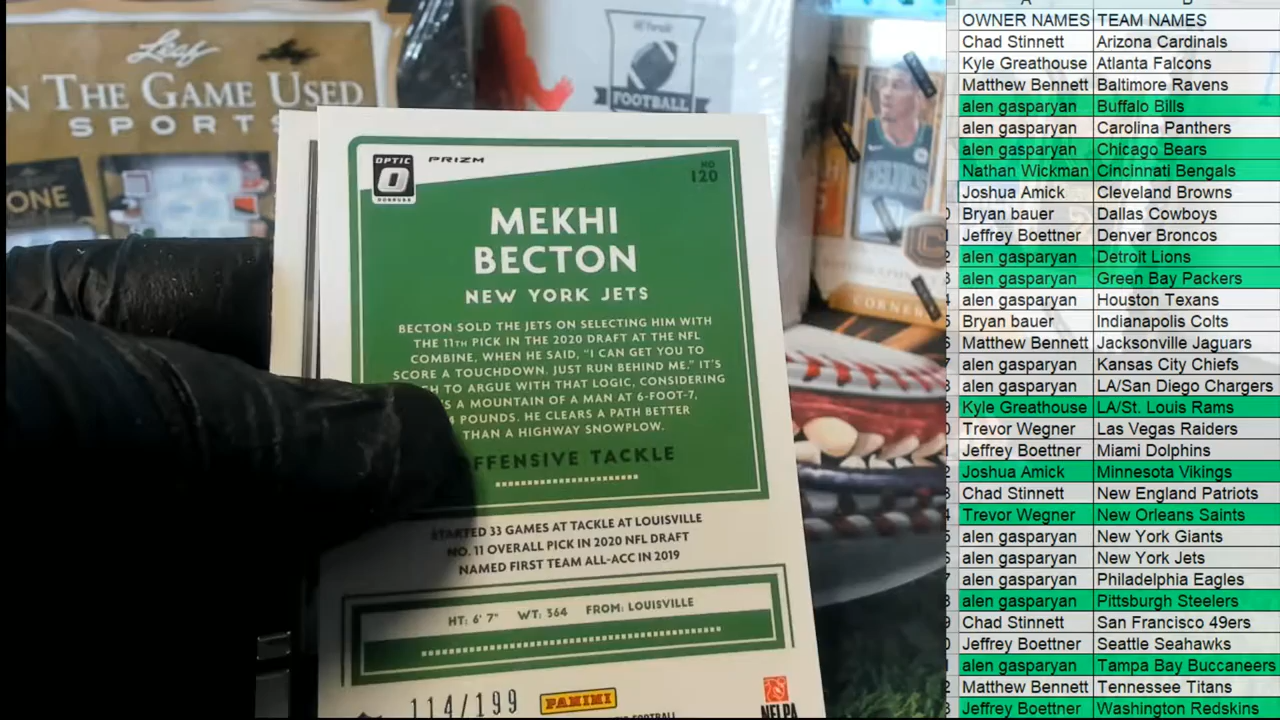 Leaf
N THE GAME USED
SPORTS
ONE
FOOTBALL
CELTICS
CORNER
OPTIC
DONRUSS
PRIZM
NO
120
MEKHI
BECTON
NEW YORK JETS
BECTON SOLD THE JETS ON SELECTING HIM WITH
THE 11TH PICK IN THE 2020 DRAFT AT THE NFL
COMBINE, WHEN HE SAID, "I CAN GET YOU TO
SCORE A TOUCHDOWN. JUST RUN BEHIND ME." IT'S
CH TO ARGUE WITH THAT LOGIC, CONSIDERING
S A MOUNTAIN OF A MAN AT 6-FOOT-7,
4 POUNDS. HE CLEARS A PATH BETTER
THAN A HIGHWAY SNOWPLOW.
FFENSIVE TACKLE
STARTED 33 GAMES AT TACKLE AT LOUISVILLE
NO. 11 OVERALL PICK IN 2020 NFL DRAFT
NAMED FIRST TEAM ALL-ACC IN 2019
HT: 6' 7" WT: 364 FROM: LOUISVILLE
114/199
PANINI
NFLPA
OWNER NAMES TEAM NAMES
Chad Stinnett Arizona Cardinals
Kyle Greathouse Atlanta Falcons
Matthew Bennett Baltimore Ravens
alen gasparyan Buffalo Bills
alen gasparyan Carolina Panthers
alen gasparyan Chicago Bears
Nathan Wickman Cincinnati Bengals
Joshua Amick Cleveland Browns
Bryan bauer Dallas Cowboys
Jeffrey Boettner Denver Broncos
alen gasparyan Detroit Lions
alen gasparyan Green Bay Packers
alen gasparyan Houston Texans
Bryan bauer Indianapolis Colts
Matthew Bennett Jacksonville Jaguars
alen gasparyan Kansas City Chiefs
alen gasparyan LA/San Diego Chargers
Kyle Greathouse LA/St. Louis Rams
Trevor Wegner Las Vegas Raiders
Jeffrey Boettner Miami Dolphins
Joshua Amick Minnesota Vikings
Chad Stinnett New England Patriots
Trevor Wegner New Orleans Saints
alen gasparyan New York Giants
alen gasparyan New York Jets
alen gasparyan Philadelphia Eagles
alen gasparyan Pittsburgh Steelers
Chad Stinnett San Francisco 49ers
Jeffrey Boettner Seattle Seahawks
alen gasparyan Tampa Bay Buccaneers
Matthew Bennett Tennessee Titans
Jeffrey Boettner Washington Redskins